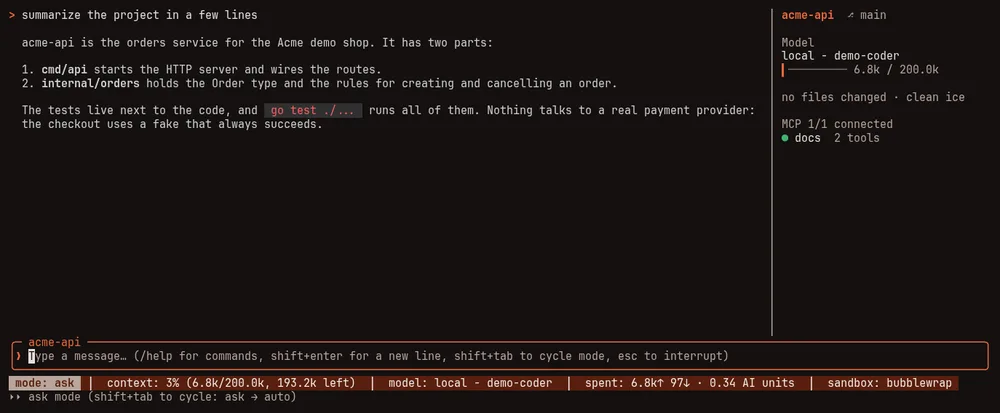 > summarize the project in a few lines
acme-api is the orders service for the Acme demo shop. It has two parts:
1. cmd/api starts the HTTP server and wires the routes.
2. internal/orders holds the Order type and the rules for creating and cancelling an order.
The tests live next to the code, and go test ./... runs all of them. Nothing talks to a real payment provider:
the checkout uses a fake that always succeeds.
acme-api ⎇ main
Model
local - demo-coder
6.8k / 200.0k
no files changed · clean ice
MCP 1/1 connected
● docs 2 tools
acme-api
❯ Type a message… (/help for commands, shift+enter for a new line, shift+tab to cycle mode, esc to interrupt)
mode: ask | context: 3% (6.8k/200.0k, 193.2k left) | model: local - demo-coder | spent: 6.8k↑ 97↓ · 0.34 AI units | sandbox: bubblewrap
▸▸ ask mode (shift+tab to cycle: ask → auto)